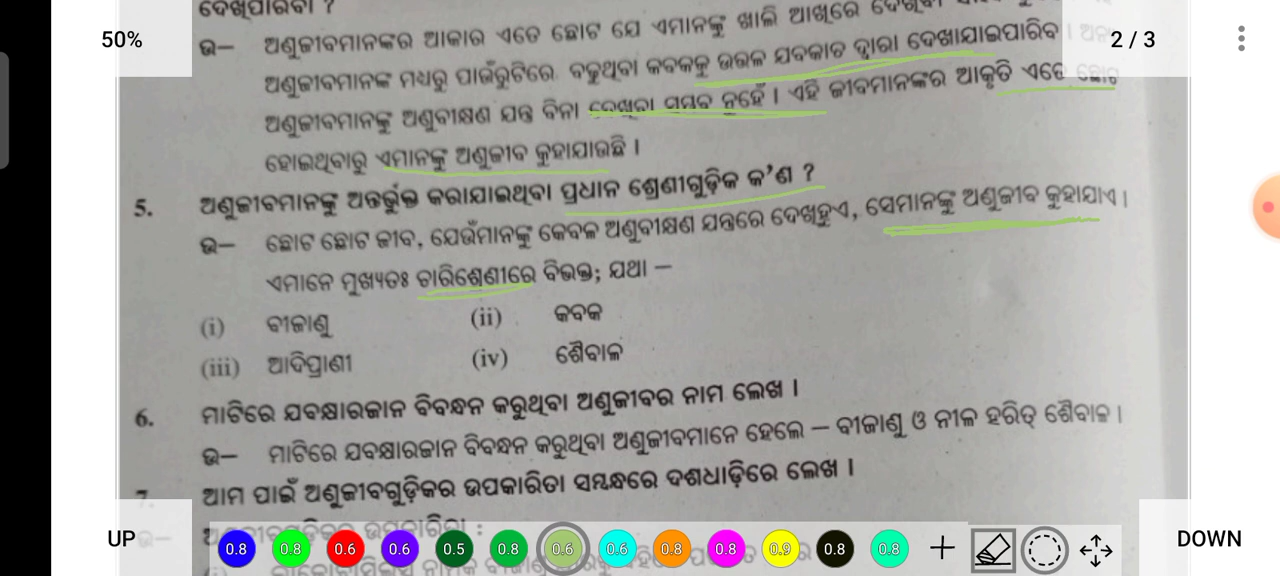 ଦେଖିପାରିବା ?
50%
2 / 3
ଉ— ଅଣୁଜୀବମାନଙ୍କର ଆକାର ଏତେ ଛୋଟ ଯେ ଏମାନଙ୍କୁ ଖାଲି ଆଖିରେ
ଅଣୁଜୀବମାନଙ୍କ ମଧ୍ୟରୁ ପାଉଁରୁଟିରେ ବଢୁଥିବା କବକକୁ ଉତ୍ତଳ ଯବକାଚ ଦ୍ୱାରା ଦେଖାଯାଇପାରିବ ।
ଅଣୁଜୀବମାନଙ୍କୁ ଅଣୁବୀକ୍ଷଣ ଯନ୍ତ୍ର ବିନା ଦେଖିବା ସମ୍ଭବ ନୁହେଁ । ଏହି ଜୀବମାନଙ୍କର ଆକୃତି ଏତେ ଛୋଟ
ହୋଇଥିବାରୁ ଏମାନଙ୍କୁ ଅଣୁଜୀବ କୁହାଯାଉଛି ।
5. ଅଣୁଜୀବମାନଙ୍କୁ ଅନ୍ତର୍ଭୁକ୍ତ କରାଯାଇଥିବା ପ୍ରଧାନ ଶ୍ରେଣୀଗୁଡ଼ିକ କ'ଣ ?
ଉ— ଛୋଟ ଛୋଟ ଜୀବ, ଯେଉଁମାନଙ୍କୁ କେବଳ ଅଣୁବୀକ୍ଷଣ ଯନ୍ତ୍ରରେ ଦେଖିହୁଏ, ସେମାନଙ୍କୁ ଅଣୁଜୀବ କୁହାଯାଏ ।
ଏମାନେ ମୁଖ୍ୟତଃ ଚାରିଶ୍ରେଣୀରେ ବିଭକ୍ତ; ଯଥା —
(i) ବୀଜାଣୁ (ii) କବକ
(iii) ଆଦିପ୍ରାଣୀ (iv) ଶୈବାଳ
6. ମାଟିରେ ଯବକ୍ଷାରଜାନ ବିବନ୍ଧନ କରୁଥିବା ଅଣୁଜୀବର ନାମ ଲେଖ ।
ଉ— ମାଟିରେ ଯବକ୍ଷାରଜାନ ବିବନ୍ଧନ କରୁଥିବା ଅଣୁଜୀବମାନେ ହେଲେ — ବୀଜାଣୁ ଓ ନୀଳ ହରିତ୍ ଶୈବାଳ ।
7. ଆମ ପାଇଁ ଅଣୁଜୀବଗୁଡ଼ିକର ଉପକାରିତା ସମ୍ବନ୍ଧରେ ଦଶଧାଡ଼ିରେ ଲେଖ ।
UP
DOWN
0.8 0.8 0.6 0.6 0.5 0.8 0.6 0.6 0.8 0.8 0.9 0.8 0.8